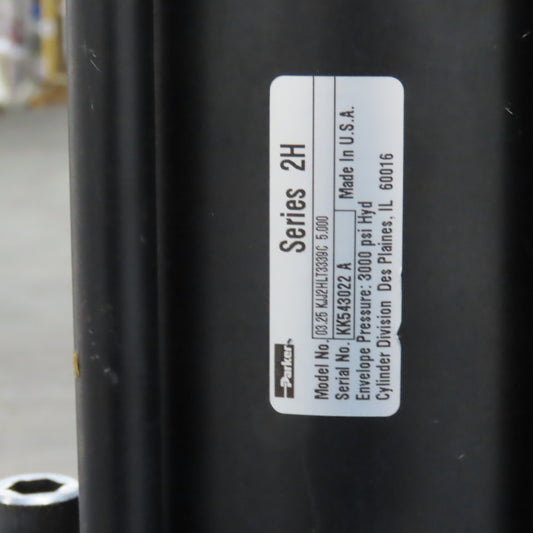 Parker
Series 2H
Model No. 03.25 KJJ2HLT3339C 5.000
Serial No. KK543022 A Made In U.S.A.
Envelope Pressure: 3000 psi Hyd
Cylinder Division Des Plaines, IL 60016